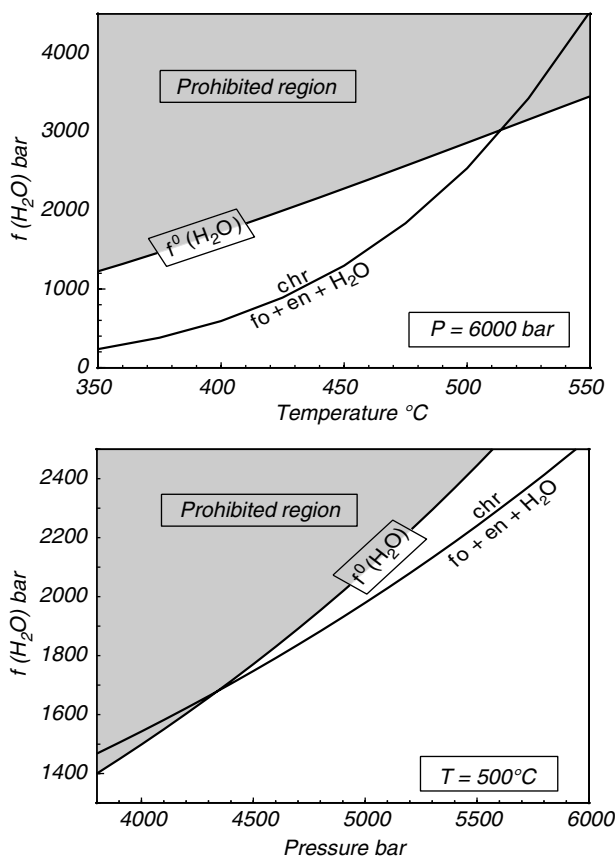 4000
3000
2000
1000
0
f (H₂O) bar
Prohibited region
f⁰ (H₂O)
chr
fo + en + H₂O
P = 6000 bar
350 400 450 500 550
Temperature °C
2400
2200
2000
1800
1600
1400
f (H₂O) bar
Prohibited region
f⁰(H₂O)
chr
fo + en + H₂O
T = 500°C
4000 4500 5000 5500 6000
Pressure bar